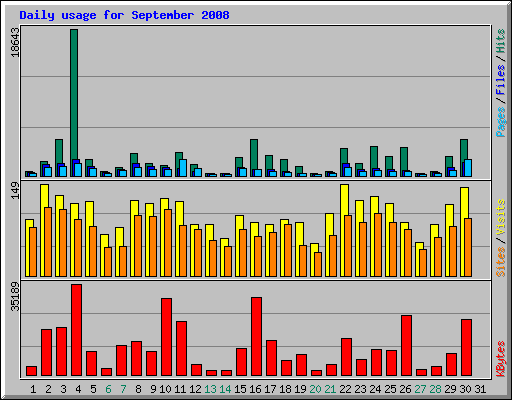 Daily usage for September 2008
18643
Pages / Files / Hits
149
Sites / Visits
35189
KBytes
1 2 3 4 5 6 7 8 9 10 11 12 13 14 15 16 17 18 19 20 21 22 23 24 25 26 27 28 29 30 31